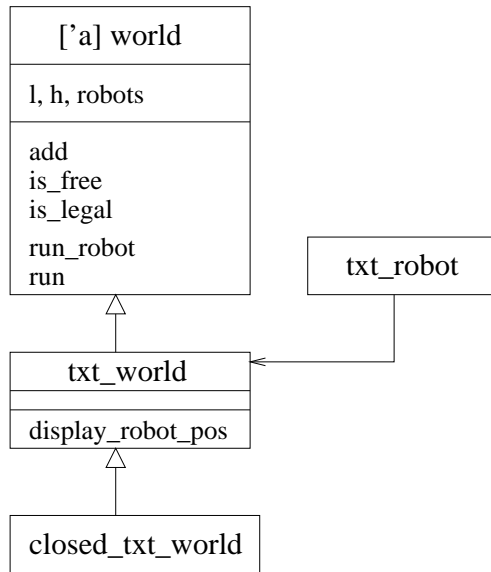 ['a] world
l, h, robots
add
is_free
is_legal
run_robot
run
txt_robot
txt_world
display_robot_pos
closed_txt_world